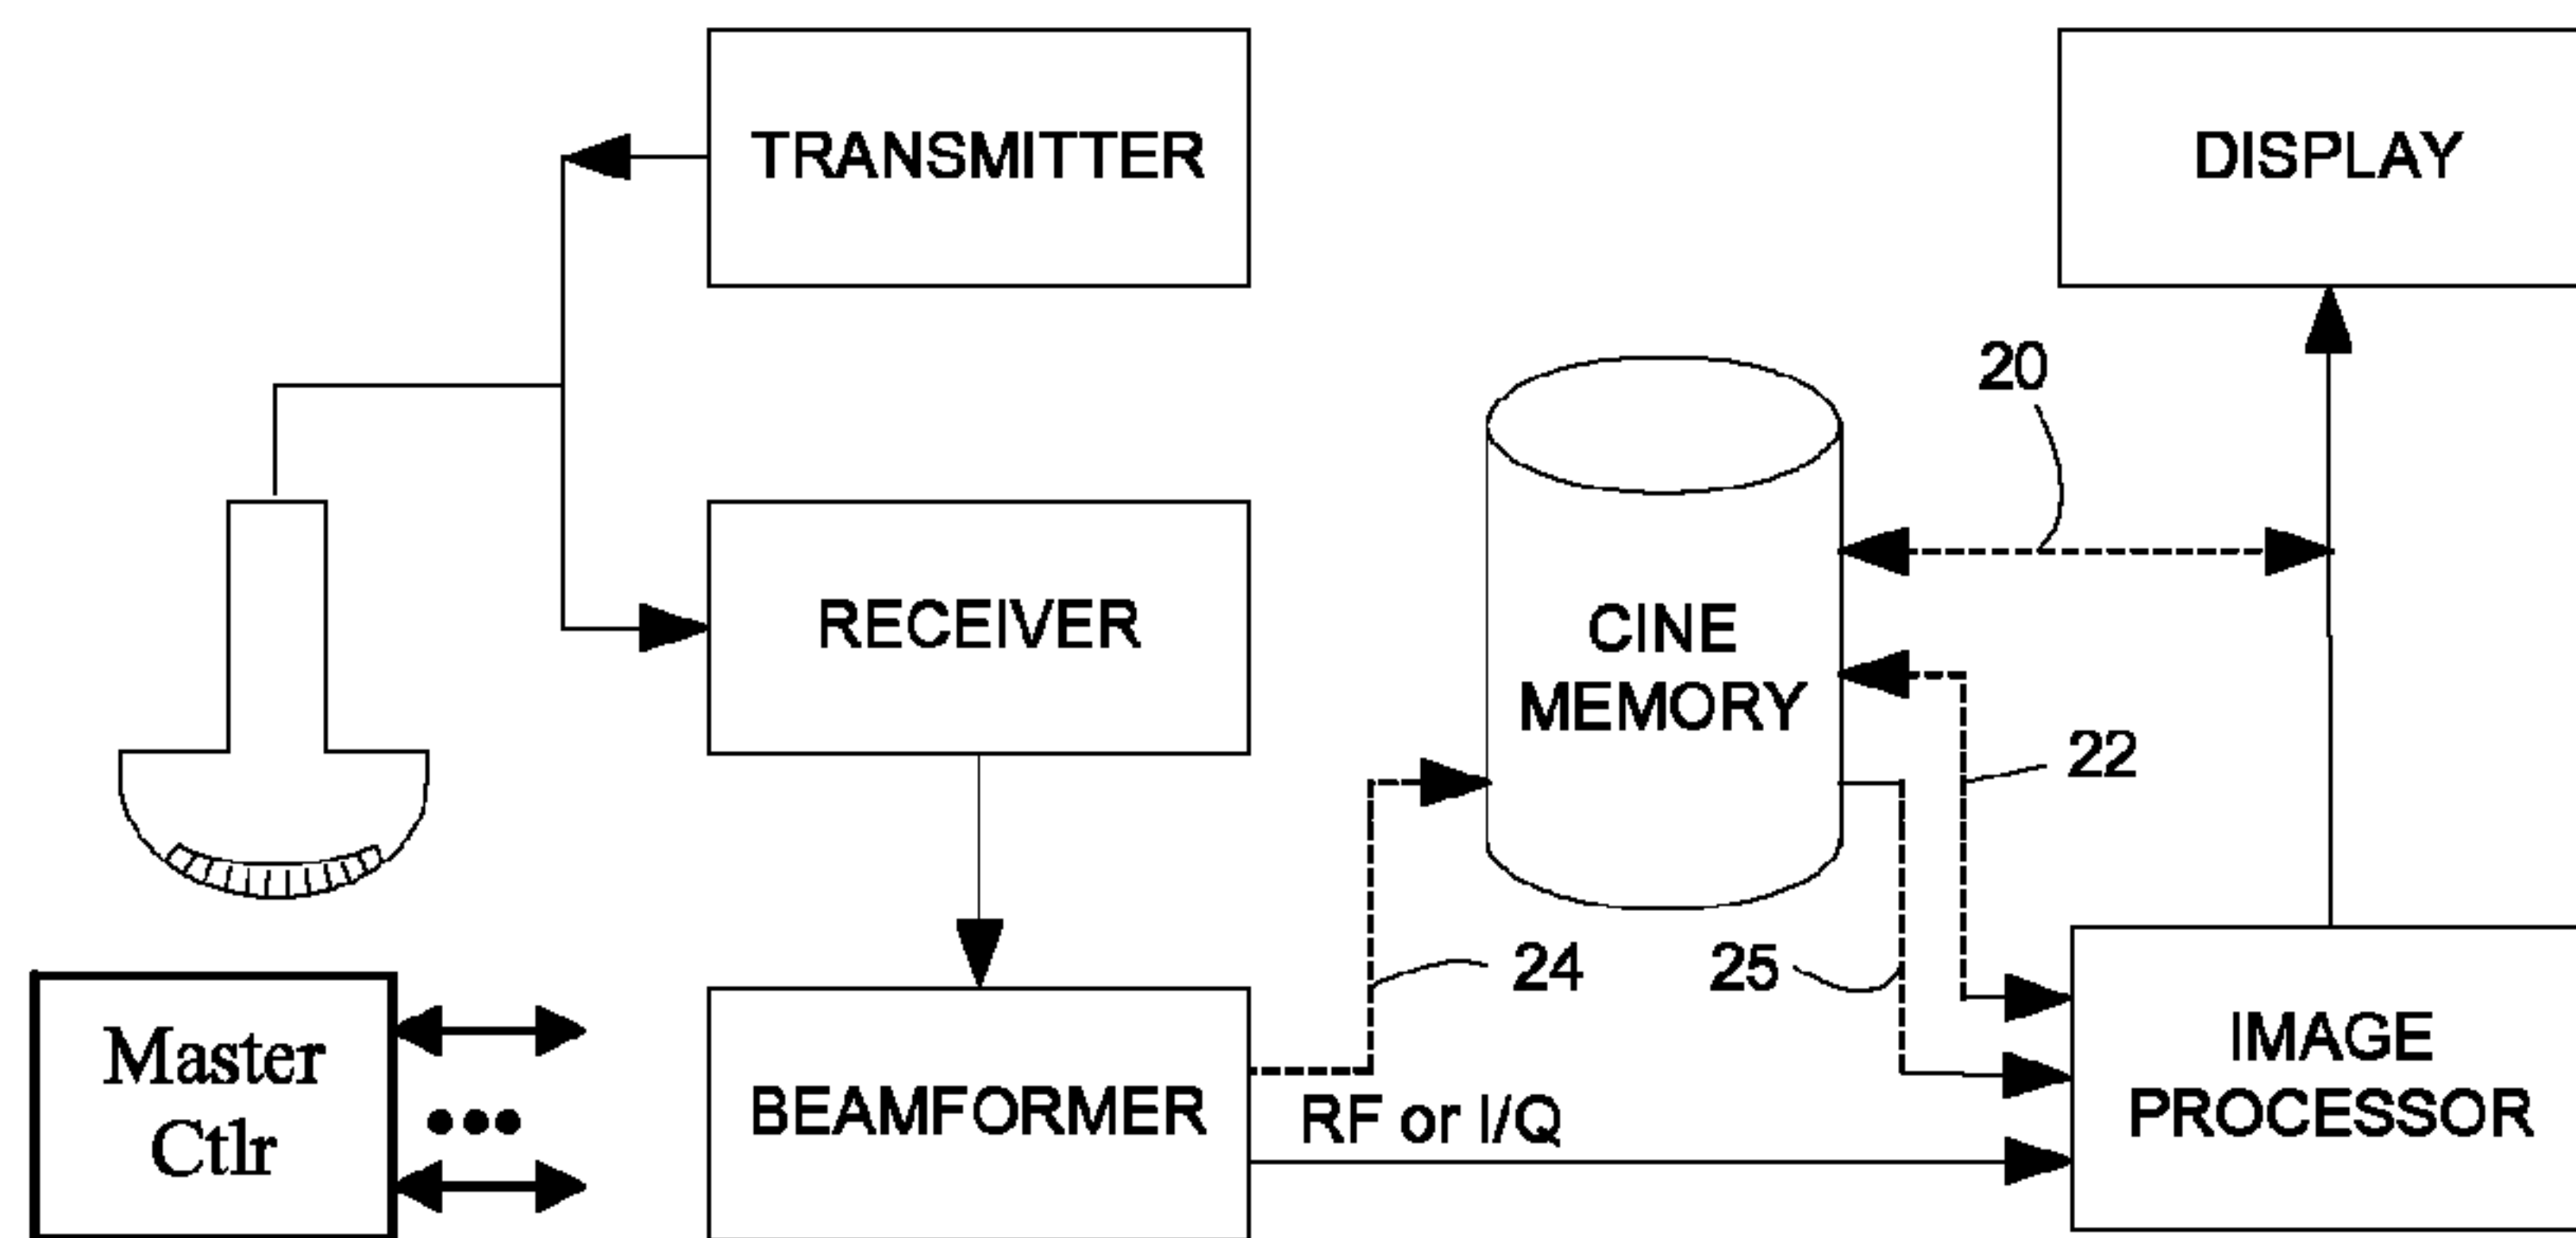 TRANSMITTER
DISPLAY
20
RECEIVER
CINE
MEMORY
22
24
25
Master
Ctlr
BEAMFORMER
RF or I/Q
IMAGE
PROCESSOR